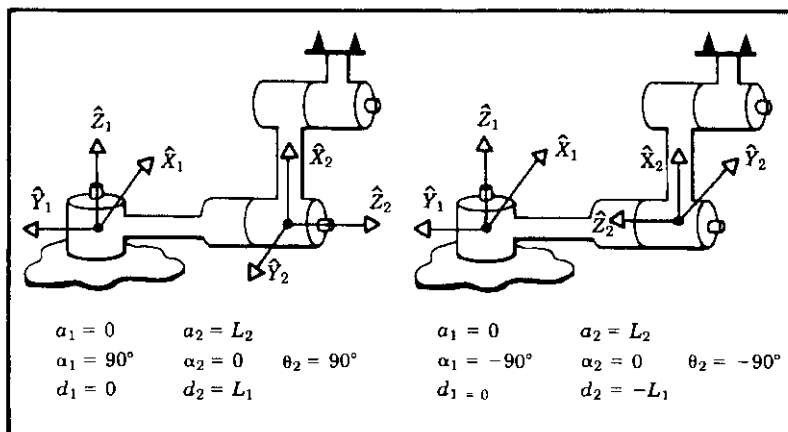 Ẑ₁
X̂₁
Ŷ₁
X̂₂
Ẑ₂
Ŷ₂
a₁ = 0 a₂ = L₂
α₁ = 90° α₂ = 0 θ₂ = 90°
d₁ = 0 d₂ = L₁
Ẑ₁
X̂₁
Ŷ₁
X̂₂
Ŷ₂
Ẑ₂
a₁ = 0 a₂ = L₂
α₁ = −90° α₂ = 0 θ₂ = −90°
d₁ = 0 d₂ = −L₁